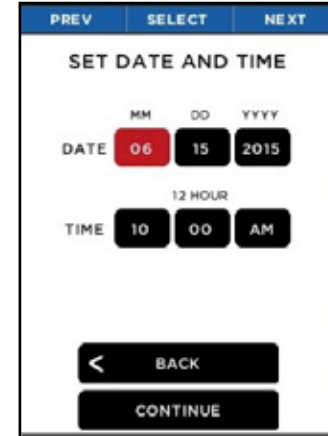 PREV SELECT NEXT
SET DATE AND TIME
MM DD YYYY
DATE 06 15 2015
12 HOUR
TIME 10 00 AM
< BACK
CONTINUE